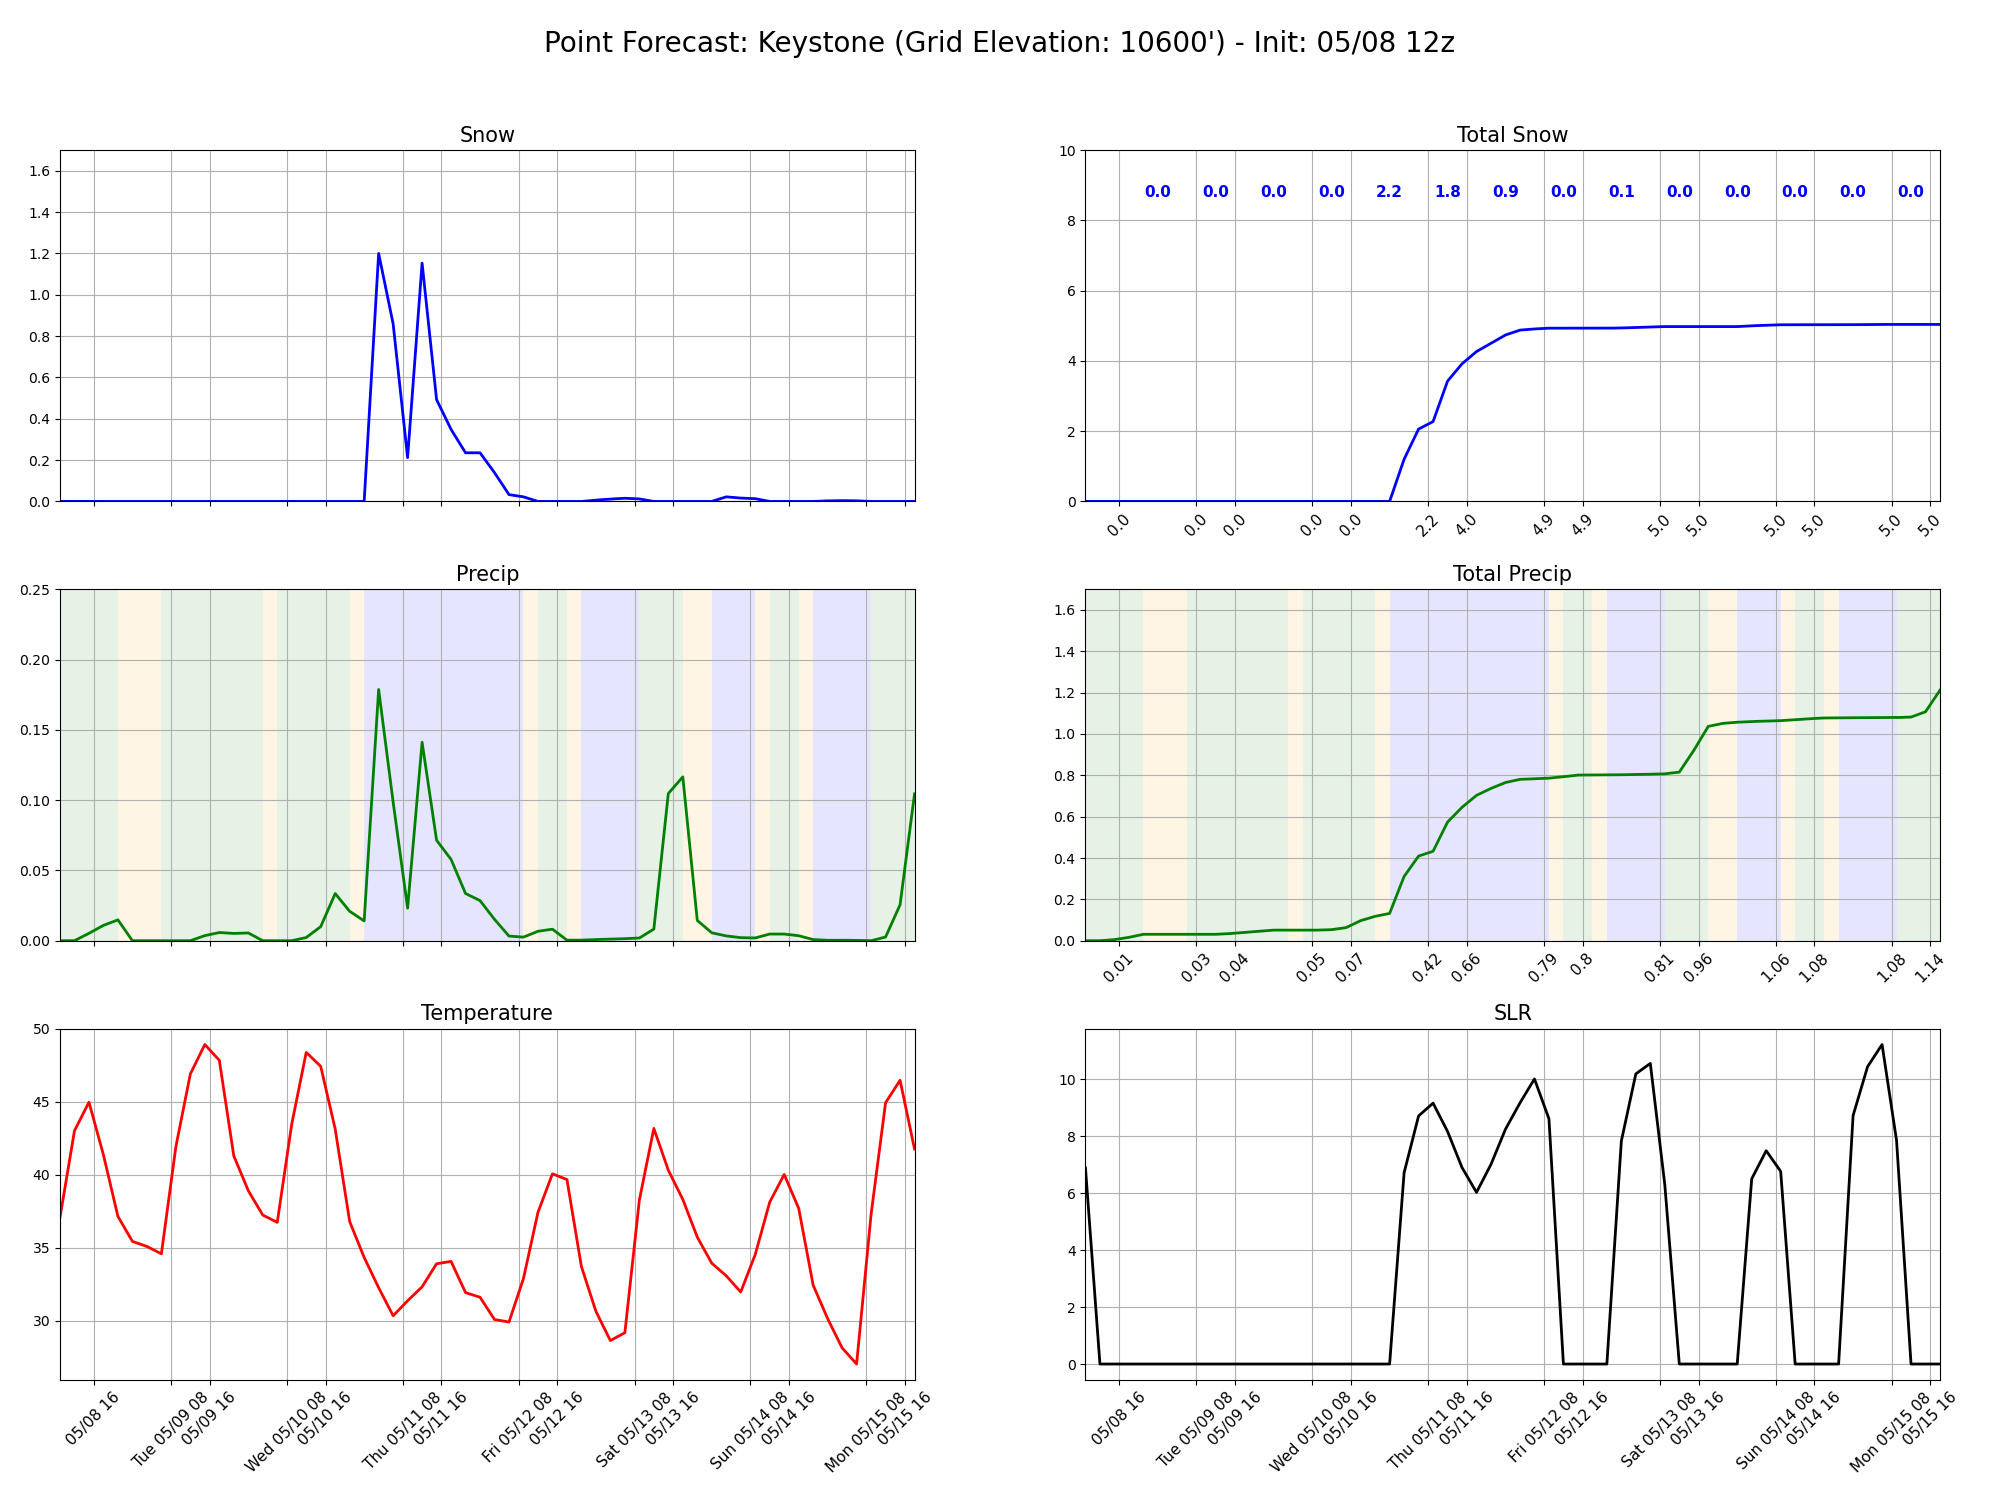 Point Forecast: Keystone (Grid Elevation: 10600') - Init: 05/08 12z
Snow
1.6
1.4
1.2
1.0
0.8
0.6
0.4
0.2
0.0
Total Snow
10
8
6
4
2
0
0.0 0.0 0.0 0.0 2.2 1.8 0.9 0.0 0.1 0.0 0.0 0.0 0.0 0.0
0.0 0.0 0.0 0.0 0.0 2.2 4.0 4.9 4.9 5.0 5.0 5.0 5.0 5.0 5.0
Precip
0.25
0.20
0.15
0.10
0.05
0.00
Total Precip
1.6
1.4
1.2
1.0
0.8
0.6
0.4
0.2
0.0
0.01 0.03 0.04 0.05 0.07 0.42 0.66 0.79 0.8 0.81 0.96 1.06 1.08 1.08 1.14
Temperature
50
45
40
35
30
05/08 16
Tue 05/09 08
05/09 16
Wed 05/10 08
05/10 16
Thu 05/11 08
05/11 16
Fri 05/12 08
05/12 16
Sat 05/13 08
05/13 16
Sun 05/14 08
05/14 16
Mon 05/15 08
05/15 16
SLR
10
8
6
4
2
0
05/08 16
Tue 05/09 08
05/09 16
Wed 05/10 08
05/10 16
Thu 05/11 08
05/11 16
Fri 05/12 08
05/12 16
Sat 05/13 08
05/13 16
Sun 05/14 08
05/14 16
Mon 05/15 08
05/15 16